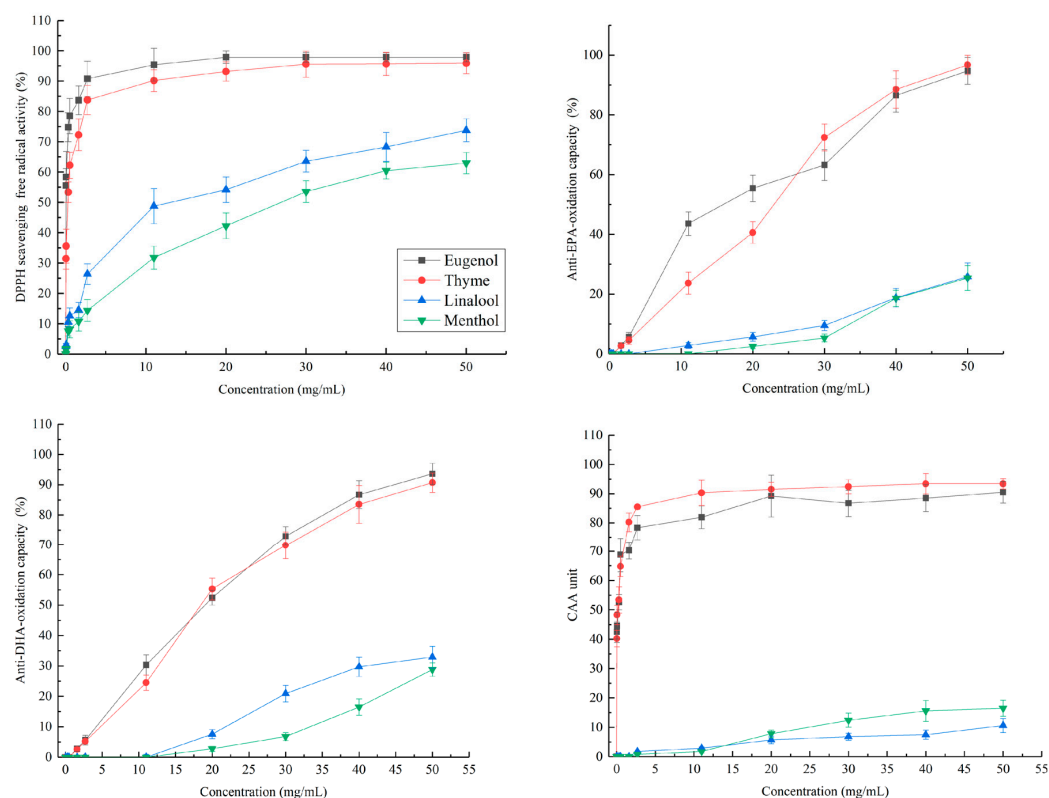 110
100
90
80
70
60
50
40
30
20
10
0
DPPH scavenging free radical activity (%)
0 10 20 30 40 50
Concentration (mg/mL)
Eugenol
Thyme
Linalool
Menthol
100
80
60
40
20
0
Anti-EPA-oxidation capacity (%)
0 10 20 30 40 50
Concentration (mg/mL)
110
100
90
80
70
60
50
40
30
20
10
0
Anti-DHA-oxidation capacity (%)
0 5 10 15 20 25 30 35 40 45 50 55
Concentration (mg/mL)
110
100
90
80
70
60
50
40
30
20
10
0
CAA unit
0 5 10 15 20 25 30 35 40 45 50 55
Concentration (mg/mL)